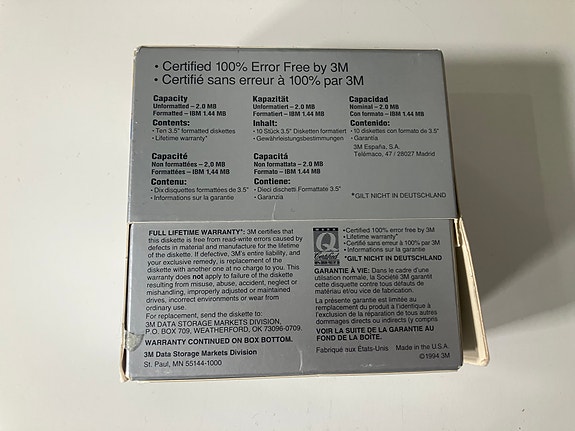 • Certified 100% Error Free by 3M
• Certifié sans erreur à 100% par 3M
Capacity
Unformatted – 2.0 MB
Formatted – IBM 1.44 MB
Contents:
• Ten 3.5" formatted diskettes
• Lifetime warranty*
Kapazität
Unformatiert – 2.0 MB
Formatiert – IBM 1.44 MB
Inhalt:
• 10 Stück 3.5" Disketten formatiert
• Gewährleistungsbestimmungen
Capacidad
Nominal – 2.0 MB
Con formato – IBM 1.44 MB
Contenido:
• 10 diskettes con formato de 3.5"
• Garantia
3M España, S.A.
Telémaco, 47 / 28027 Madrid
Capacité
Non formattées – 2.0 MB
Formattées – IBM 1.44 MB
Contenu:
• Dix disquettes formattées de 3.5"
• Informations sur la garantie
Capacitá
Non formattata – 2.0 MB
Formato – IBM 1.44 MB
Contiene:
• Dieci dischetti Formattate 3.5"
• Garanzia
*GILT NICHT IN DEUTSCHLAND
FULL LIFETIME WARRANTY*: 3M certifies that
this diskette is free from read-write errors caused by
defects in material and manufacture for the lifetime
of the diskette. If defective, 3M's entire liability, and
your exclusive remedy, is replacement of the
diskette with another one at no charge to you. This
warranty does not apply to failure of the diskette
resulting from misuse, abuse, accident, neglect or
mishandling, improperly adjusted or maintained
drives, incorrect environments or wear from
ordinary use.
For replacement, send the diskette to:
3M DATA STORAGE MARKETS DIVISION,
P.O. BOX 709, WEATHERFORD, OK 73096-0709.
WARRANTY CONTINUED ON BOX BOTTOM.
3M Data Storage Markets Division
St. Paul, MN 55144-1000
Q
Certified
• Certified 100% error free by 3M
• Lifetime warranty*
• Certifié sans erreur à 100% par 3M
• Informations sur la garantie
*GILT NICHT IN DEUTSCHLAND
GARANTIE À VIE: Dans le cadre d'une
utilisation normale, la Société 3M garantit
cette disquette contre tous défauts de
matériau et/ou vice de fabrication.
La présente garantie est limitée au
remplacement du produit à l'identique à
l'exclusion de la réparation de tous autres
dommages directs ou indirects (y compris
VOIR LA SUITE DE LA GARANTIE AU
FOND DE LA BOÎTE.
Fabriqué aux États-Unis Made in the U.S.A.
©1994 3M